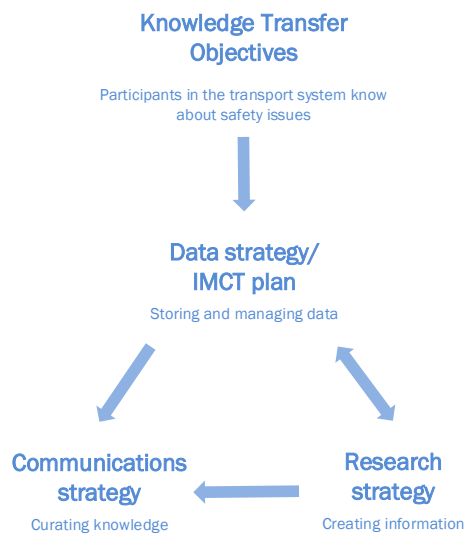 Knowledge Transfer
Objectives
Participants in the transport system know
about safety issues
Data strategy/
IMCT plan
Storing and managing data
Communications
strategy
Curating knowledge
Research
strategy
Creating information